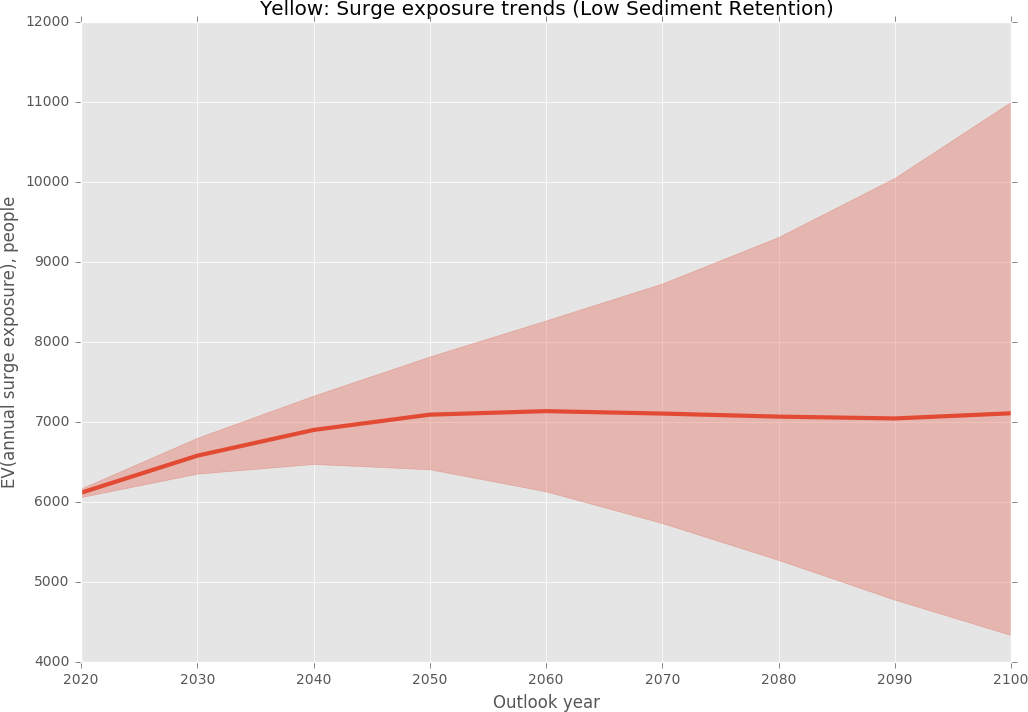 Yellow: Surge exposure trends (Low Sediment Retention)
12000
11000
10000
9000
8000
7000
6000
5000
4000
EV(annual surge exposure), people
2020 2030 2040 2050 2060 2070 2080 2090 2100
Outlook year